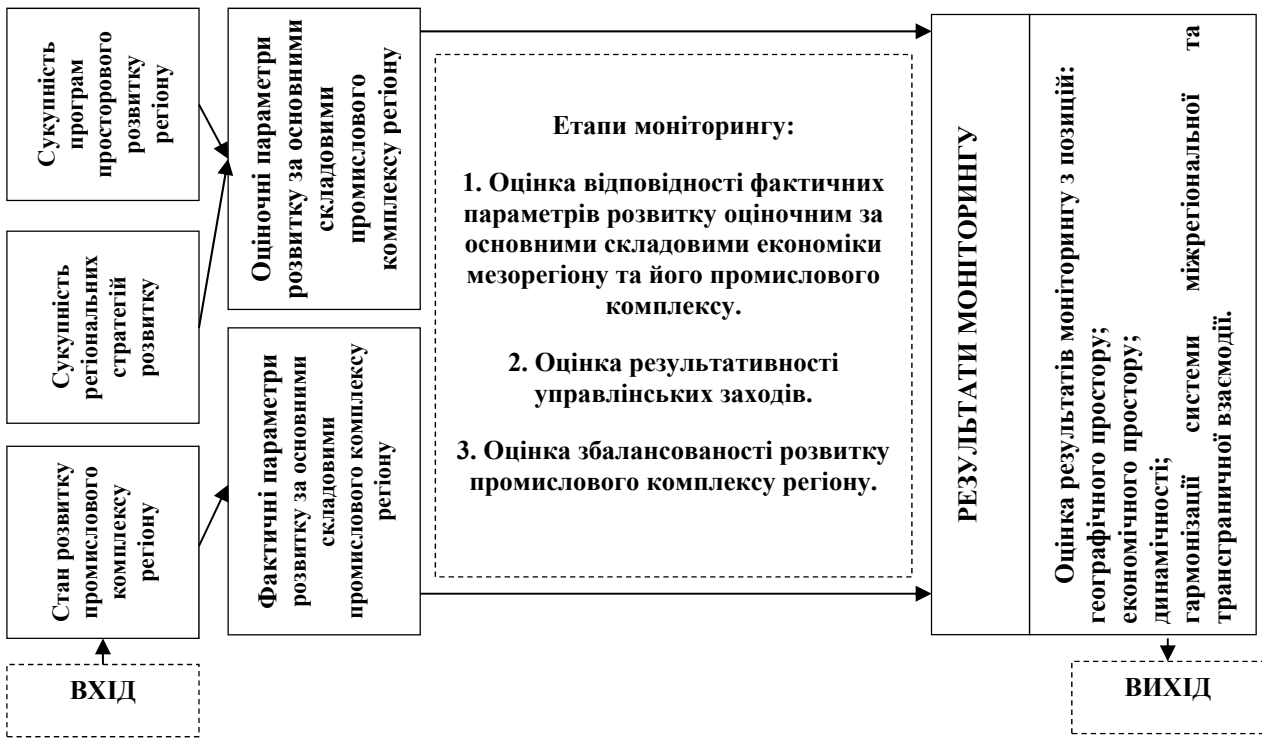 Сукупність
програм
просторового
розвитку
регіону
Сукупність
регіональних
стратегій
розвитку
Стан розвитку
промислового
комплексу
регіону
ВХІД
Оціночні параметри
розвитку за основними
складовими
промислового
комплексу регіону
Фактичні параметри
розвитку за основними
складовими
промислового комплексу
регіону
Етапи моніторингу:
1. Оцінка відповідності фактичних
параметрів розвитку оціночним за
основними складовими економіки
мезорегіону та його промислового
комплексу.
2. Оцінка результативності
управлінських заходів.
3. Оцінка збалансованості розвитку
промислового комплексу регіону.
РЕЗУЛЬТАТИ МОНІТОРИНГУ
Оцінка результатів моніторингу з позицій:
географічного простору;
економічного простору;
динамічності;
гармонізації системи міжрегіональної та
трансграничної взаємодії.
ВИХІД